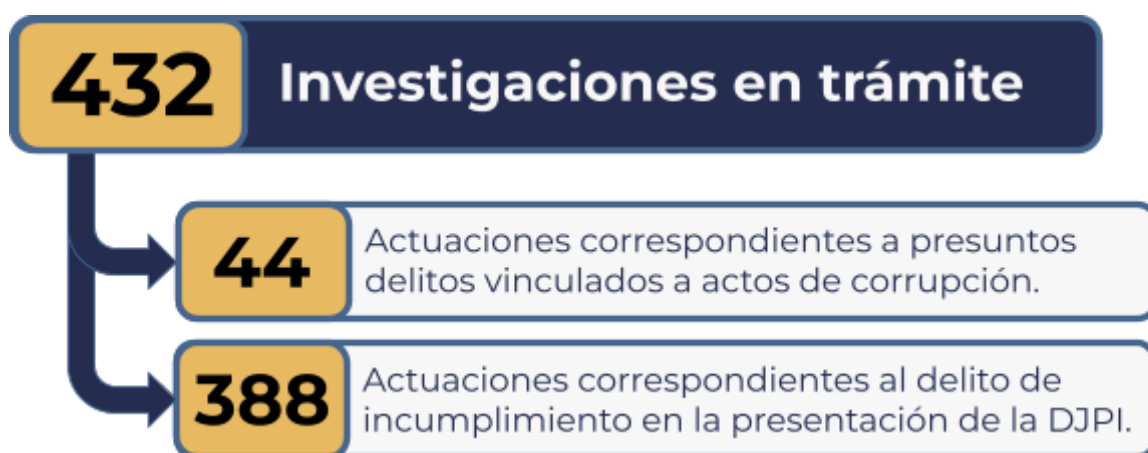 432 Investigaciones en trámite
44
Actuaciones correspondientes a presuntos
delitos vinculados a actos de corrupción.
388
Actuaciones correspondientes al delito de
incumplimiento en la presentación de la DJPI.